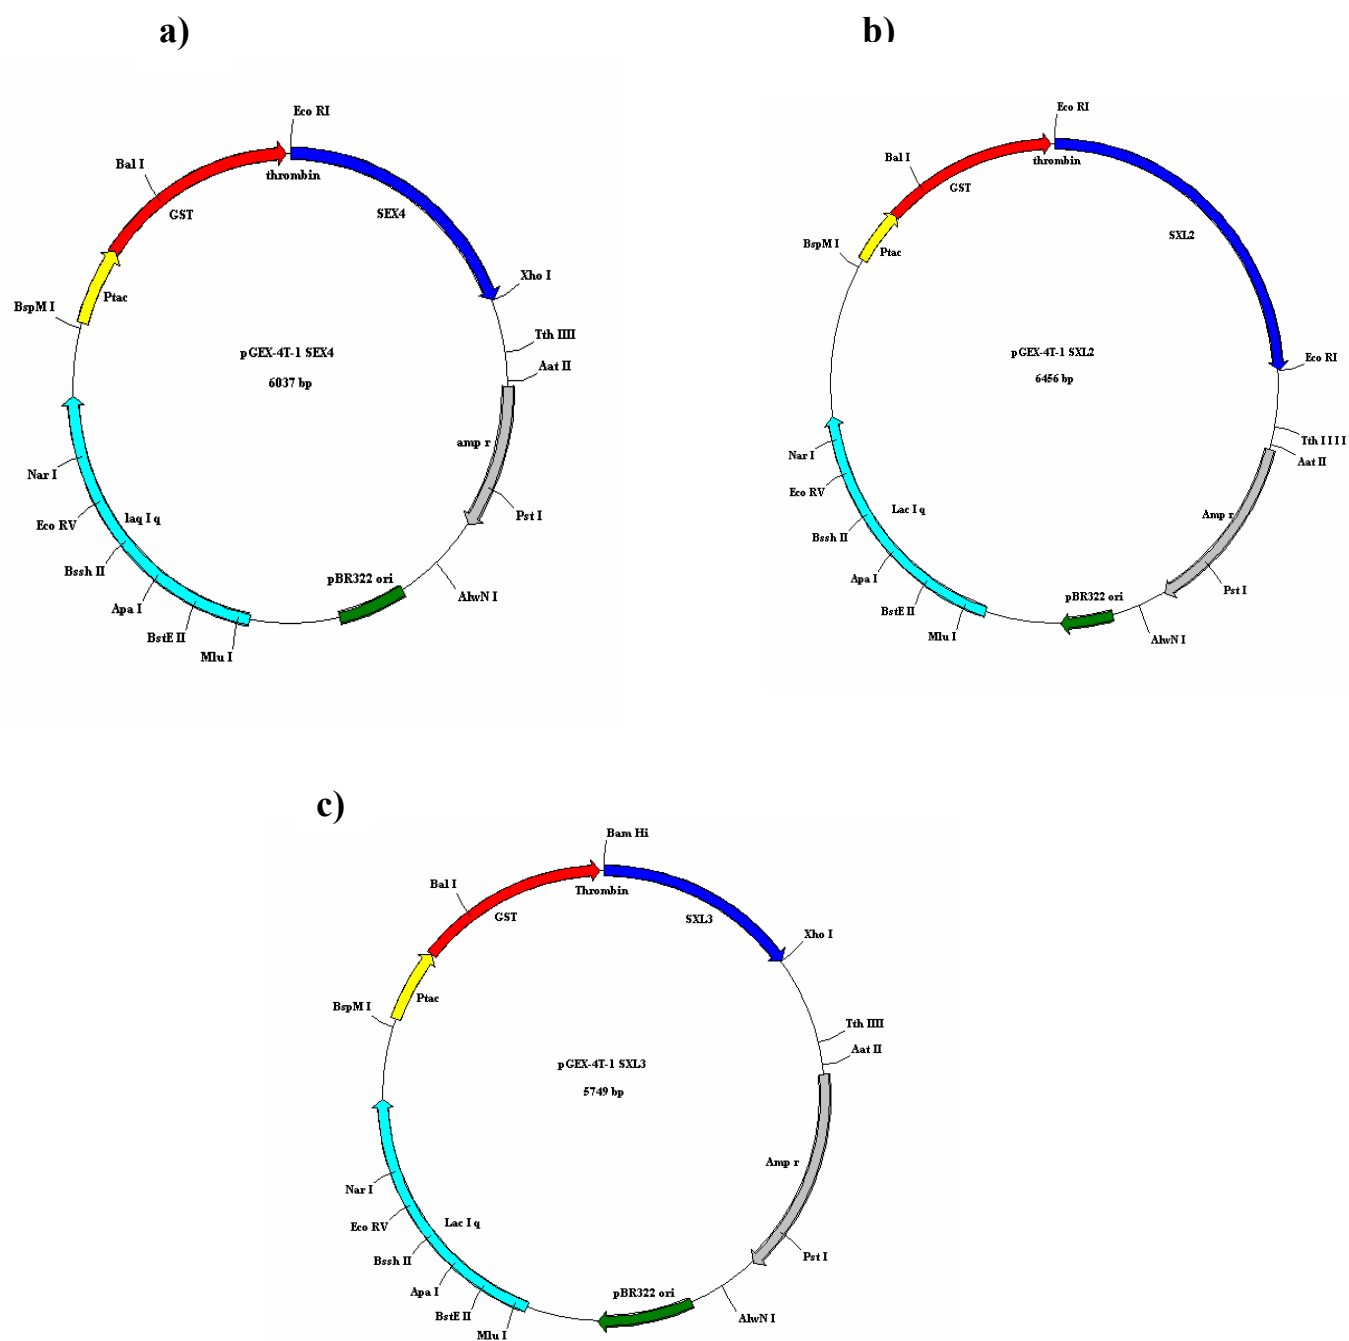 a)
Eco RI
Bal I
thrombin
GST
SEX4
Xho I
Ptac
BspM I
Tth IIII
pGEX-4T-1 SEX4
Aat II
6037 bp
amp r
Nar I
Pst I
Eco RV
laq I q
Bssh II
pBR322 ori
AlwN I
Apa I
BstE II
Mlu I
b)
Eco RI
Bal I
thrombin
GST
SXL2
BspM I
Ptac
pGEX-4T-1 SXL2
Eco RI
6456 bp
Tth I I I I
Nar I
Aat II
Eco RV
Lac I q
Amp r
Bssh II
Apa I
Pst I
pBR322 ori
BstE II
AlwN I
Mlu I
c)
Bam Hi
Bal I
Thrombin
GST
SXL3
Xho I
Ptac
BspM I
Tth IIII
Aat II
pGEX-4T-1 SXL3
5749 bp
Amp r
Nar I
Eco RV
Lac I q
Bssh II
Pst I
Apa I
pBR322 ori
BstE II
AlwN I
Mlu I